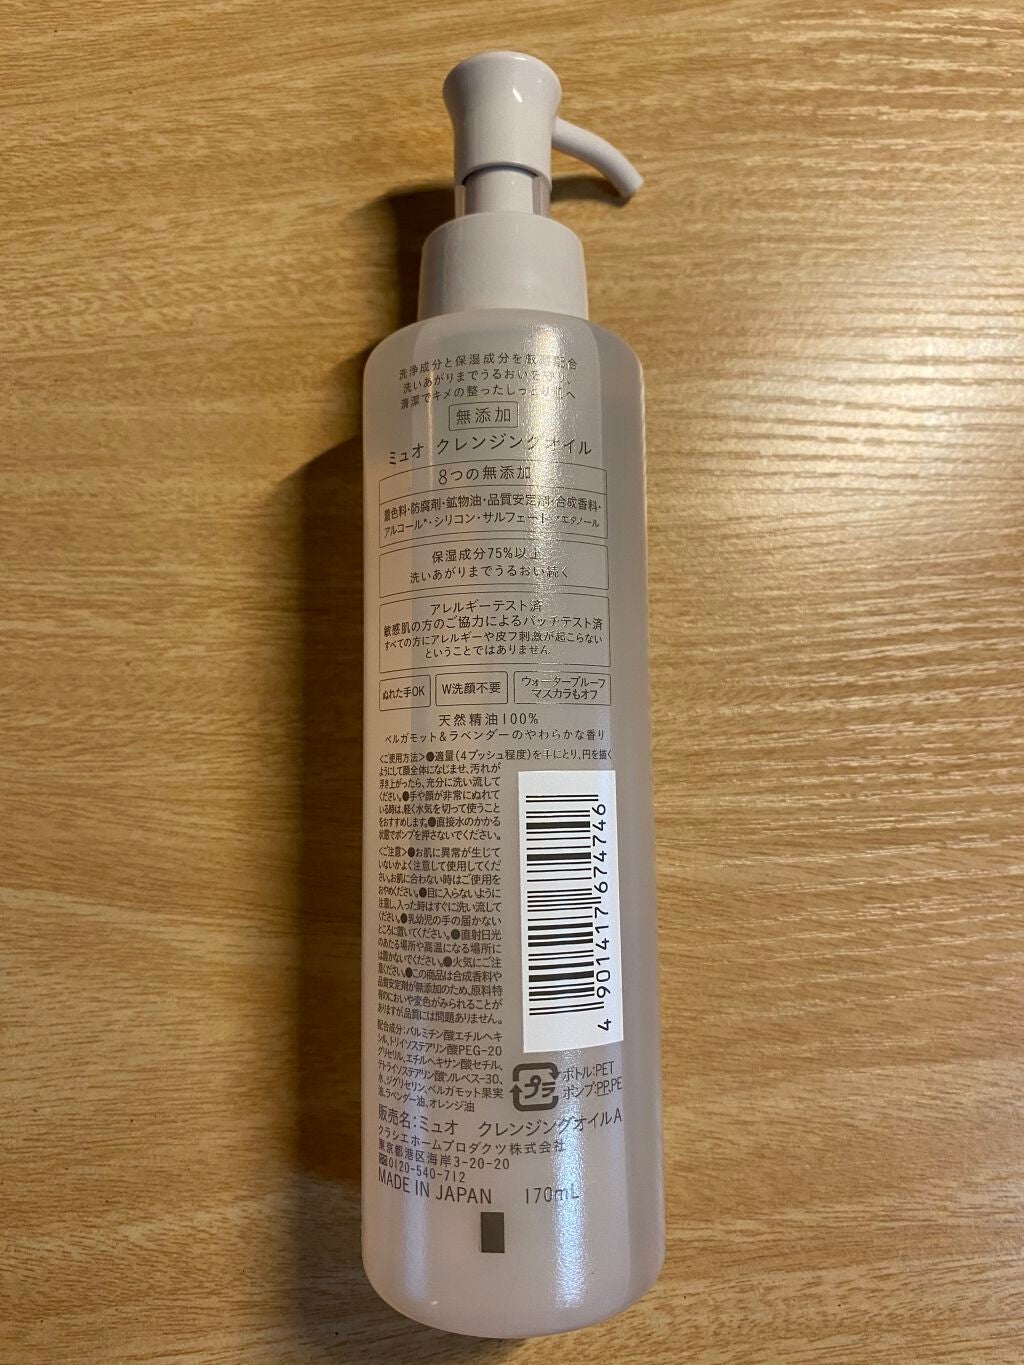 洗浄成分と保湿成分を厳選配合
洗いあがりまでうるおいを守り、
清潔でキメの整ったしっとり肌へ
無添加
ミュオ クレンジングオイル
8つの無添加
着色料・防腐剤・鉱物油・品質安定剤・合成香料・
アルコール*・シリコン・サルフェート *エタノール
保湿成分75%以上
洗いあがりまでうるおい続く
アレルギーテスト済
敏感肌の方のご協力によるパッチテスト済
すべての方にアレルギーや皮フ刺激が起こらない
ということではありません
ぬれた手OK
W洗顔不要
ウォータープルーフ
マスカラもオフ
天然精油100%
ベルガモット&ラベンダーのやわらかな香り
<ご使用方法>●適量(4プッシュ程度)を手にとり、円を描く
ようにして顔全体になじませ、汚れが
浮き上がったら、充分に洗い流して
ください。●手や顔が非常にぬれて
いる時は、軽く水気を切って使うこと
をおすすめします。●直接水のかかる
状態でポンプを押さないでください。
<ご注意>●お肌に異常が生じて
いないかよく注意して使用してくだ
さい。お肌に合わない時はご使用を
おやめください。●目に入らないように
注意し、入った時はすぐに洗い流して
ください。●乳幼児の手の届かない
ところに置いてください。●直射日光
のあたる場所や高温になる場所に
は置かないでください。●火気にご注
意ください。●この商品は合成香料や
品質安定剤が無添加のため、原料特
有のにおいや変色がみられることが
ありますが、品質には問題ありません。
配合成分:パルミチン酸エチルヘキ
シル、トリイソステアリン酸PEG-20
グリセリル、エチルヘキサン酸セチル、
テトライソステアリン酸ソルベス-30、
水、ジグリセリン、ベルガモット果実
油、ラベンダー油、オレンジ油
4 901417 674746
プラ
ボトル:PET
ポンプ:PP,PE
販売名:ミュオ クレンジングオイルA
クラシエホームプロダクツ株式会社
東京都港区海岸3-20-20
0120-540-712
MADE IN JAPAN 170mL